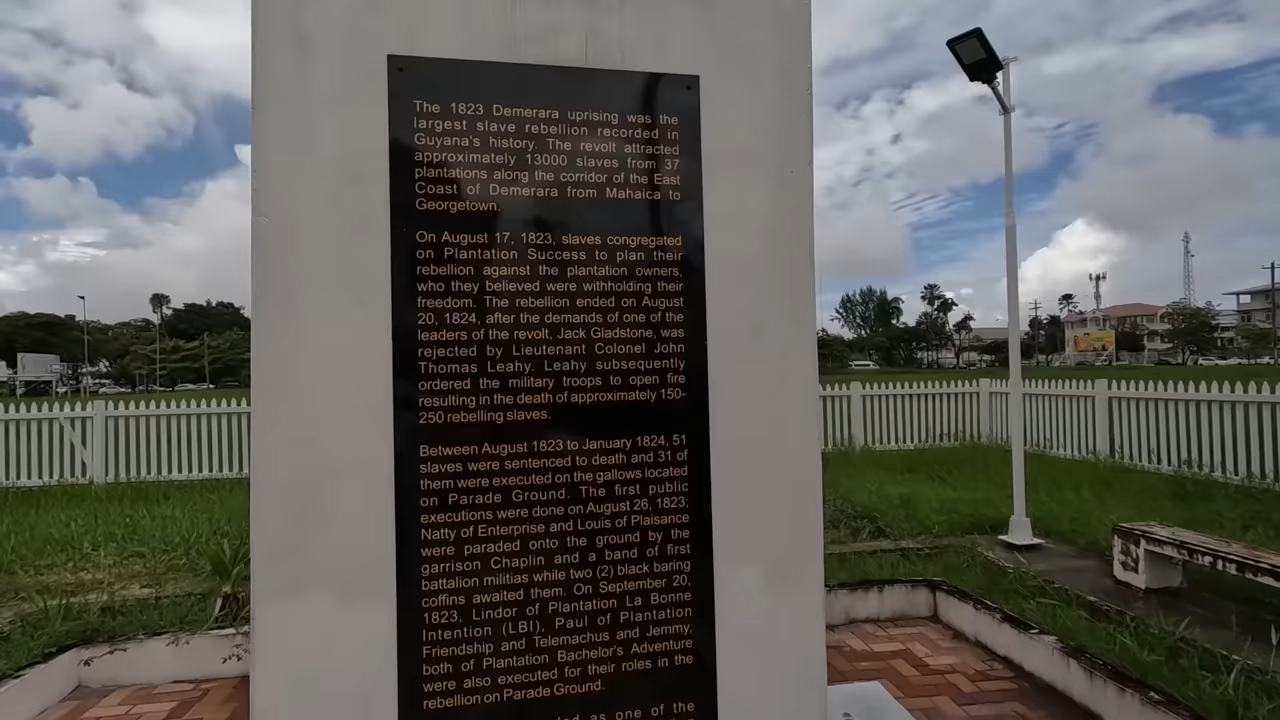 The 1823 Demerara uprising was the
largest slave rebellion recorded in
Guyana's history. The revolt attracted
approximately 13000 slaves from 37
plantations along the corridor of the East
Coast of Demerara from Mahaica to
Georgetown.
On August 17, 1823, slaves congregated
on Plantation Success to plan their
rebellion against the plantation owners,
who they believed were withholding their
freedom. The rebellion ended on August
20, 1824, after the demands of one of the
leaders of the revolt, Jack Gladstone, was
rejected by Lieutenant Colonel John
Thomas Leahy. Leahy subsequently
ordered the military troops to open fire
resulting in the death of approximately 150-
250 rebelling slaves.
Between August 1823 to January 1824, 51
slaves were sentenced to death and 31 of
them were executed on the gallows located
on Parade Ground. The first public
executions were done on August 26, 1823;
Natty of Enterprise and Louis of Plaisance
were paraded onto the ground by the
garrison Chaplin and a band of first
battalion militias while two (2) black baring
coffins awaited them. On September 20,
1823, Lindor of Plantation La Bonne
Intention (LBI), Paul of Plantation
Friendship and Telemachus and Jemmy,
both of Plantation Bachelor's Adventure
were also executed for their roles in the
rebellion on Parade Ground.
as one of the